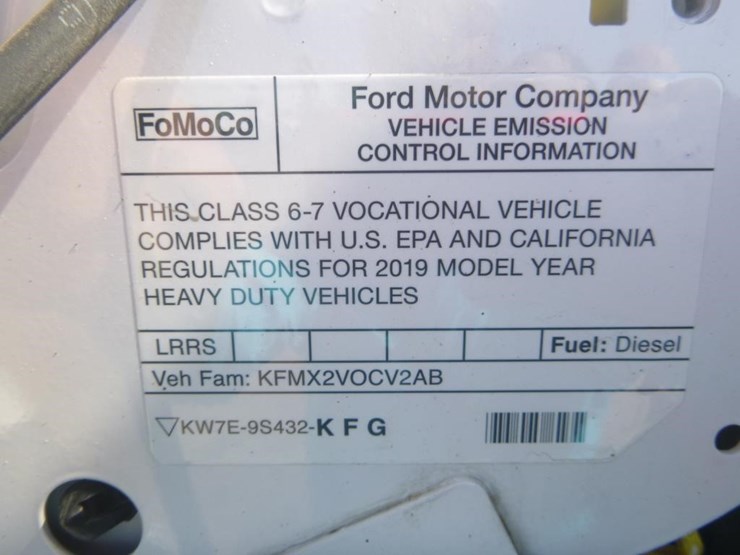 FoMoCo
Ford Motor Company
VEHICLE EMISSION
CONTROL INFORMATION
THIS CLASS 6-7 VOCATIONAL VEHICLE
COMPLIES WITH U.S. EPA AND CALIFORNIA
REGULATIONS FOR 2019 MODEL YEAR
HEAVY DUTY VEHICLES
LRRS Fuel: Diesel
Veh Fam: KFMX2VOCV2AB
▽KW7E-9S432-K F G